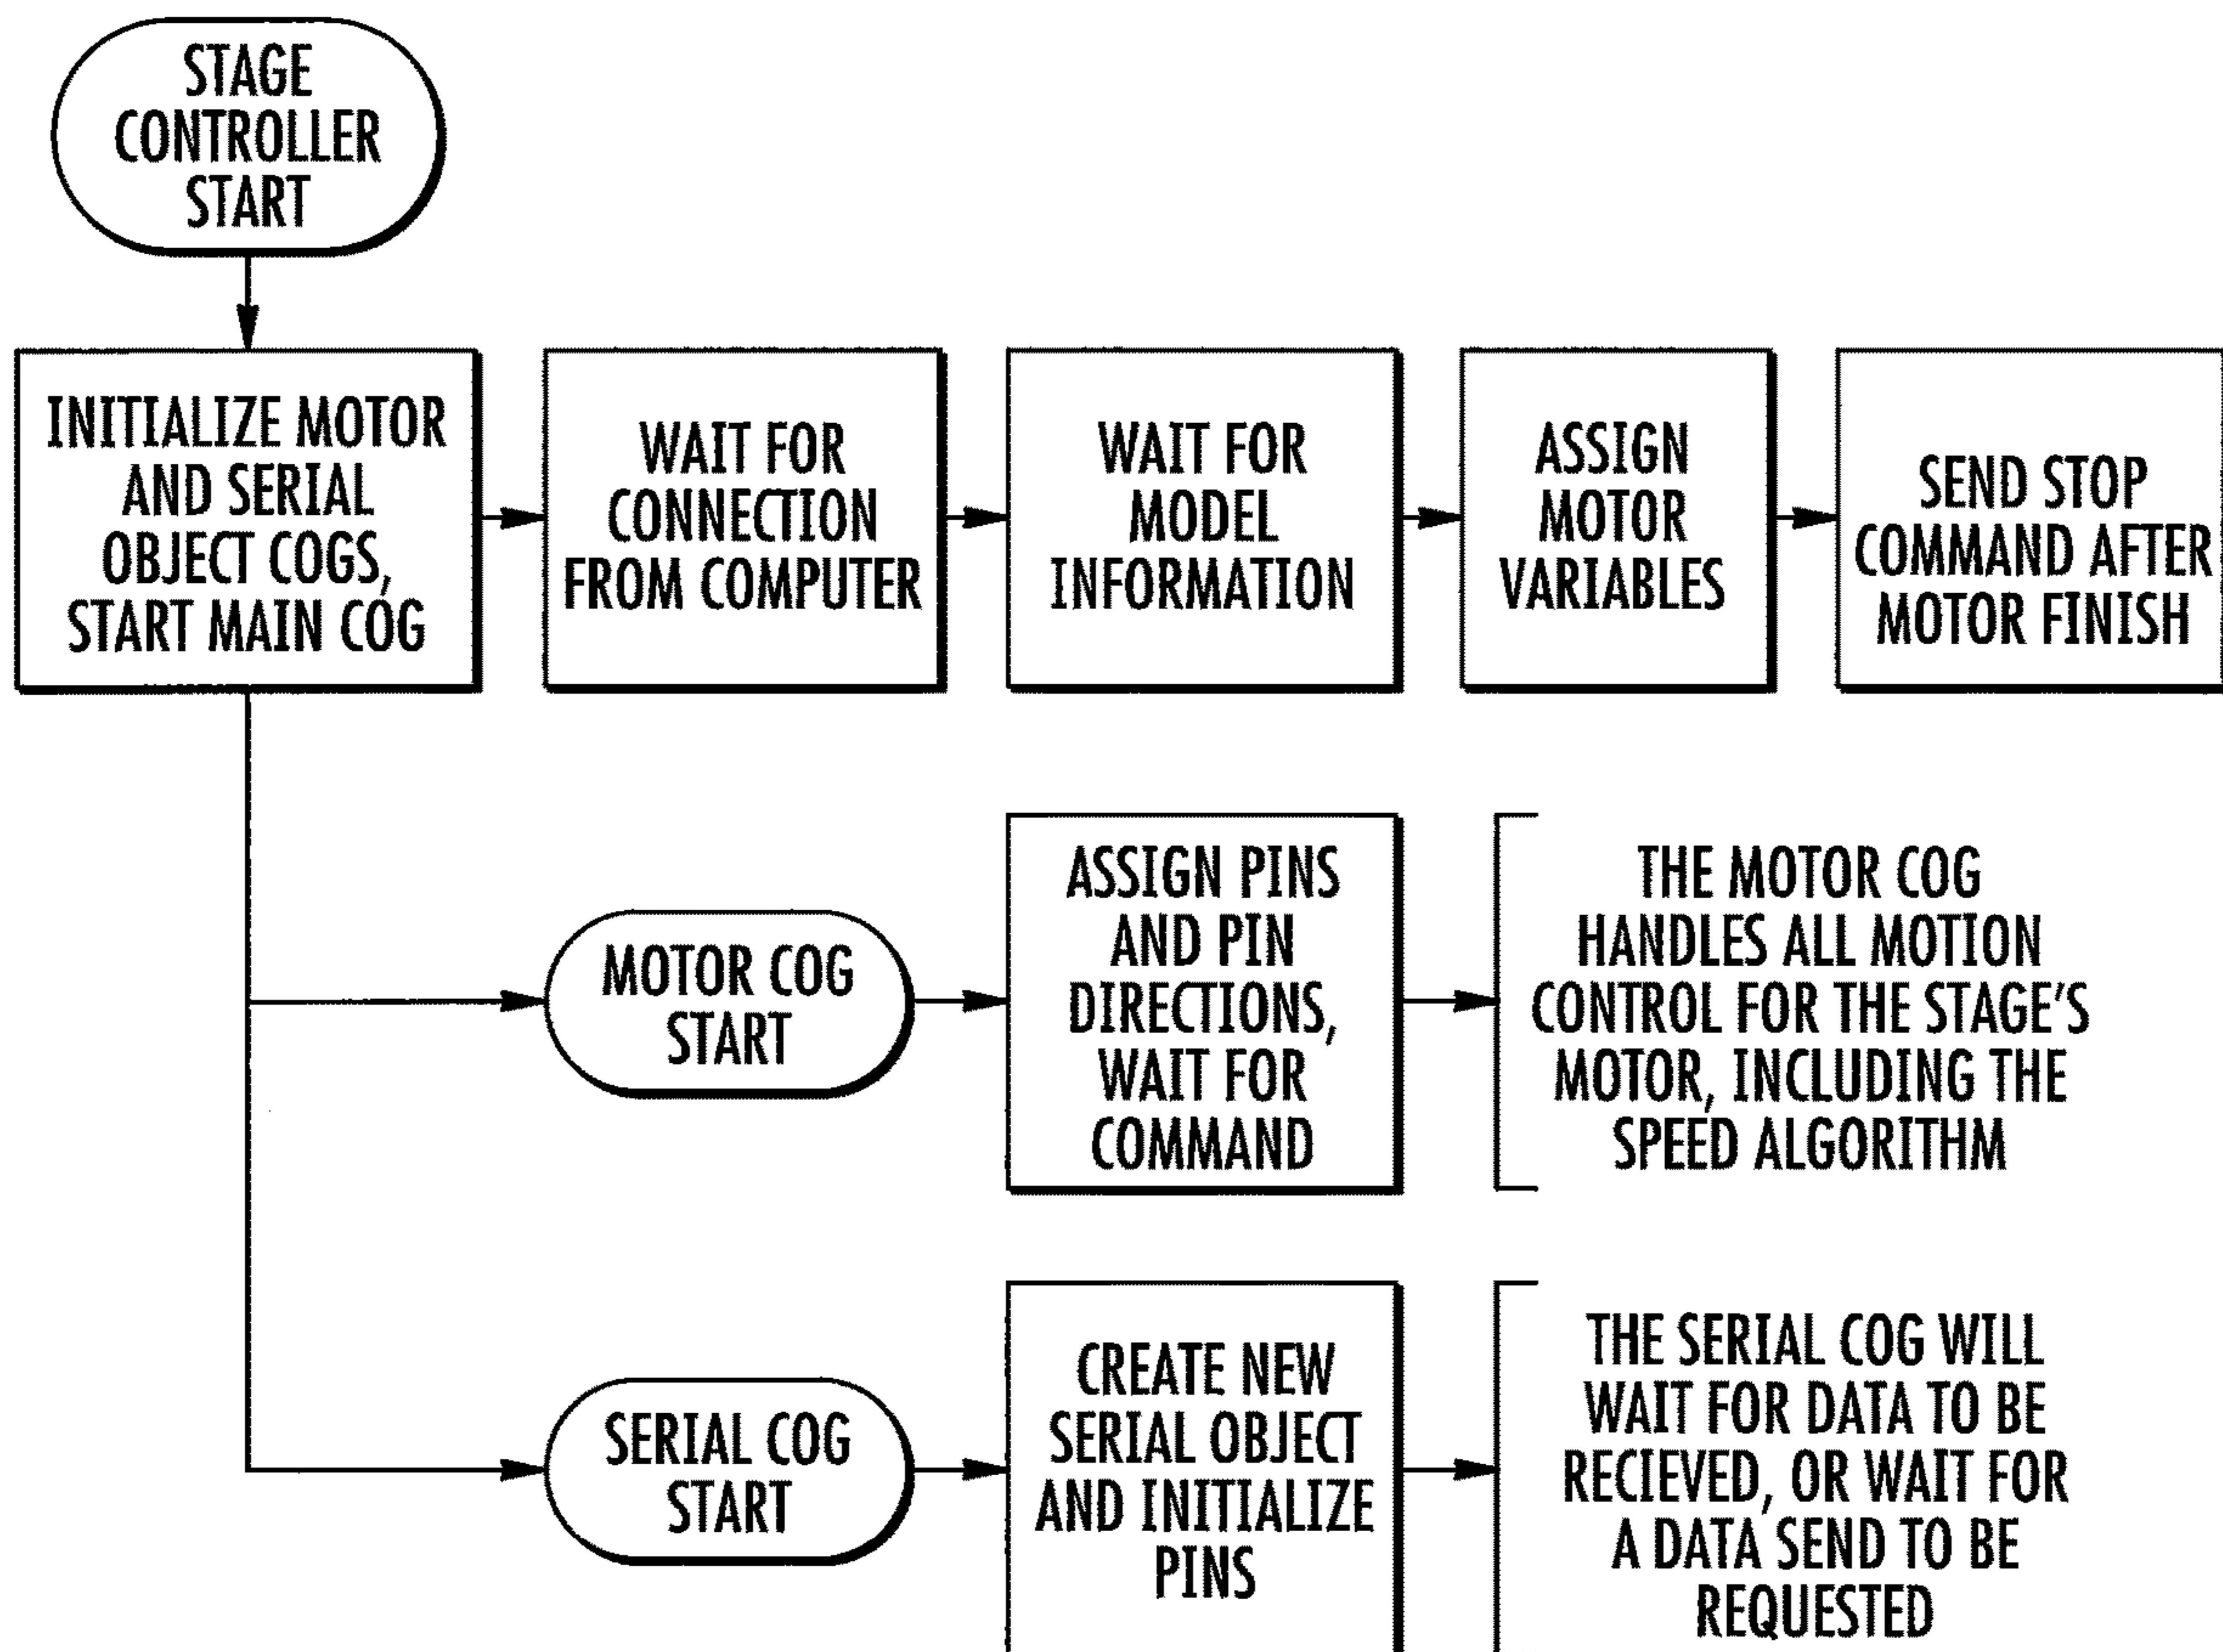 STAGE
CONTROLLER
START
INITIALIZE MOTOR
AND SERIAL
OBJECT COGS,
START MAIN COG
WAIT FOR
CONNECTION
FROM COMPUTER
WAIT FOR
MODEL
INFORMATION
ASSIGN
MOTOR
VARIABLES
SEND STOP
COMMAND AFTER
MOTOR FINISH
MOTOR COG
START
ASSIGN PINS
AND PIN
DIRECTIONS,
WAIT FOR
COMMAND
THE MOTOR COG
HANDLES ALL MOTION
CONTROL FOR THE STAGE'S
MOTOR, INCLUDING THE
SPEED ALGORITHM
SERIAL COG
START
CREATE NEW
SERIAL OBJECT
AND INITIALIZE
PINS
THE SERIAL COG WILL
WAIT FOR DATA TO BE
RECIEVED, OR WAIT FOR
A DATA SEND TO BE
REQUESTED